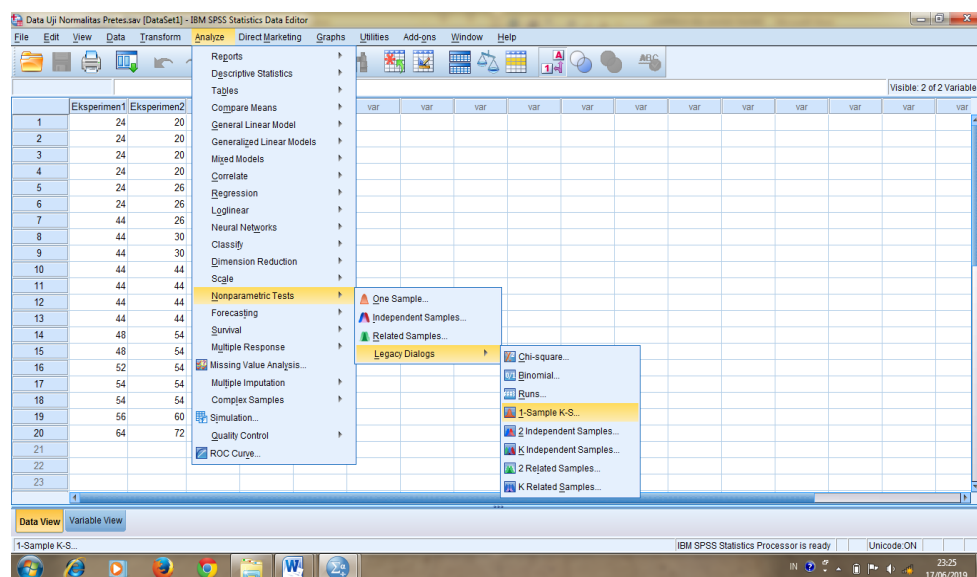 Data Uji Normalitas Pretes.sav [DataSet1] - IBM SPSS Statistics Data Editor
File Edit View Data Transform Analyze Direct Marketing Graphs Utilities Add-ons Window Help
Visible: 2 of 2 Variable
Eksperimen1 Eksperimen2 var var var var var var var var var var var var var
1 24 20
2 24 20
3 24 20
4 24 20
5 24 26
6 24 26
7 44 26
8 44 30
9 44 30
10 44 44
11 44 44
12 44 44
13 44 44
14 48 54
15 48 54
16 52 54
17 54 54
18 54 54
19 56 60
20 64 72
21
22
23
Reports
Descriptive Statistics
Tables
Compare Means
General Linear Model
Generalized Linear Models
Mixed Models
Correlate
Regression
Loglinear
Neural Networks
Classify
Dimension Reduction
Scale
Nonparametric Tests
Forecasting
Survival
Multiple Response
Missing Value Analysis...
Multiple Imputation
Complex Samples
Simulation...
Quality Control
ROC Curve...
One Sample...
Independent Samples...
Related Samples...
Legacy Dialogs
Chi-square...
Binomial...
Runs...
1-Sample K-S...
2 Independent Samples...
K Independent Samples...
2 Related Samples...
K Related Samples...
Data View Variable View
1-Sample K-S... IBM SPSS Statistics Processor is ready Unicode:ON
IN 23:25
17/06/2019